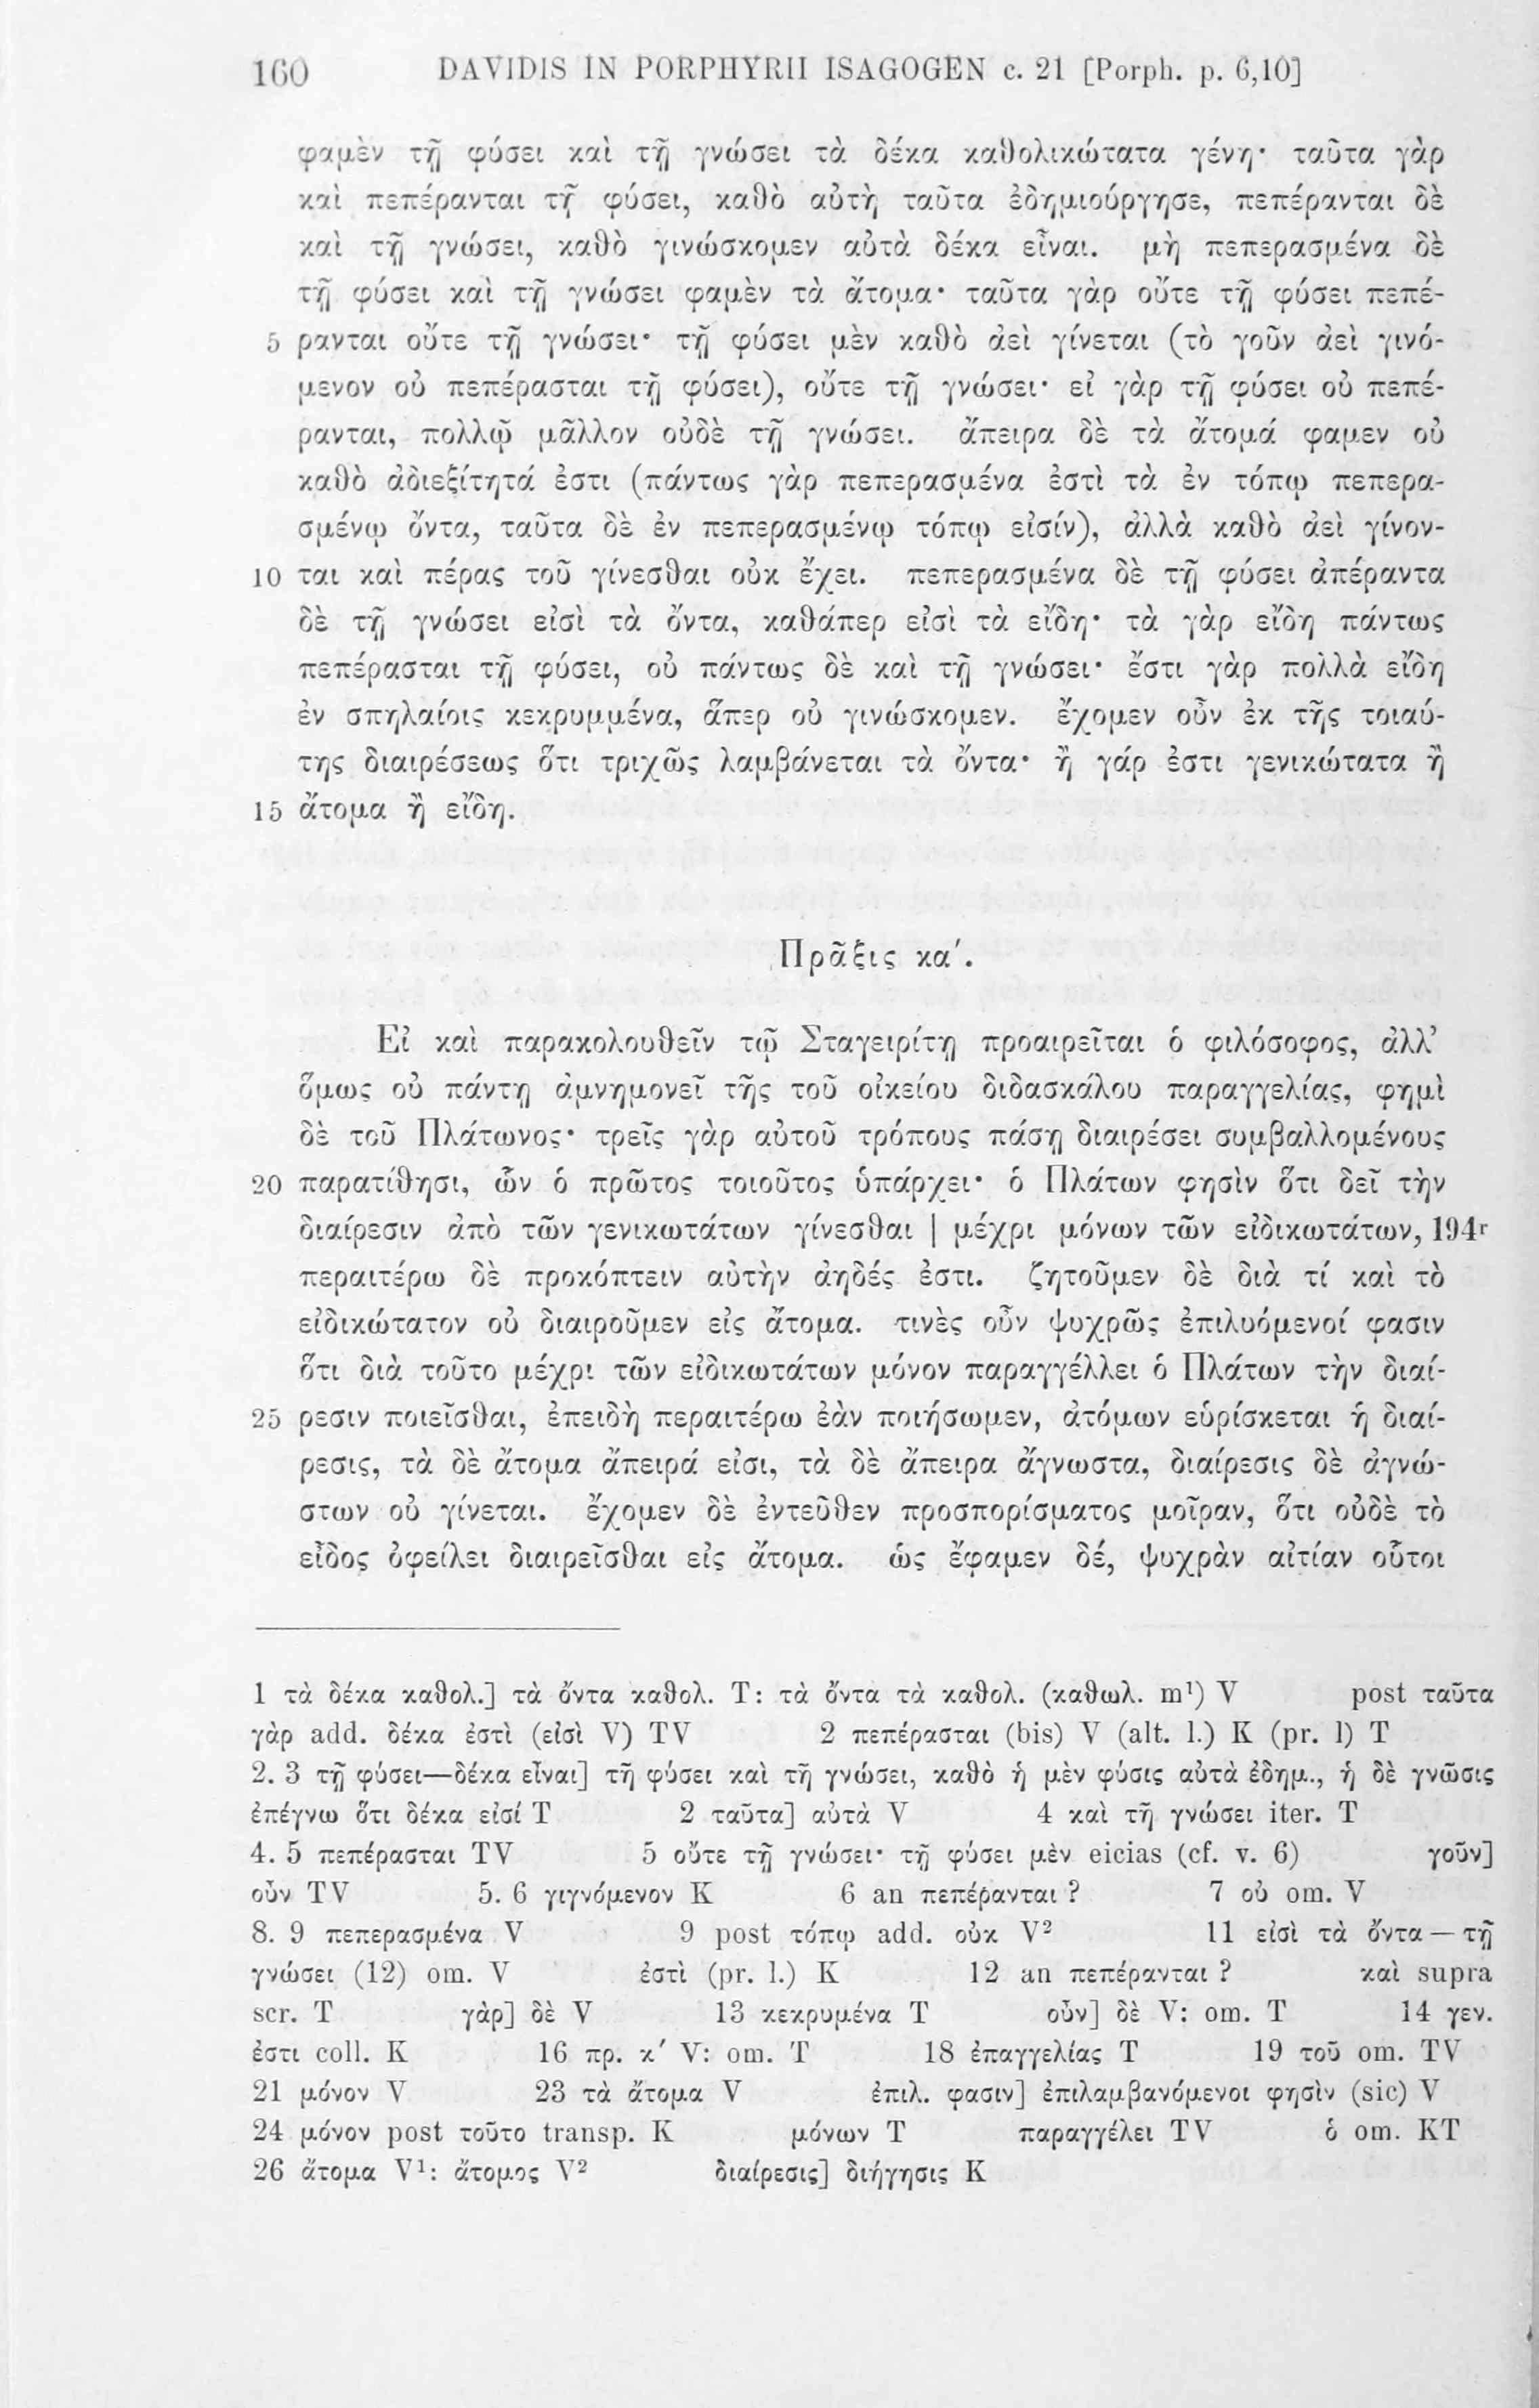 160 DAVIDIS IN PORPHYRII ISAGOGEN c. 21 [Porph. p. 6,10]
φαμὲν τῇ φύσει καὶ τῇ γνώσει τὰ δέκα καθολικώτατα γένη· ταῦτα γὰρ
καὶ πεπέρανται τῇ φύσει, καθὸ αὐτὴ ταῦτα ἐδημιούργησε, πεπέρανται δὲ
καὶ τῇ γνώσει, καθὸ γινώσκομεν αὐτὰ δέκα εἶναι. μὴ πεπερασμένα δὲ
τῇ φύσει καὶ τῇ γνώσει φαμὲν τὰ ἄτομα· ταῦτα γὰρ οὔτε τῇ φύσει πεπέ-
5 ρανται οὔτε τῇ γνώσει· τῇ φύσει μὲν καθὸ ἀεὶ γίνεται (τὸ γοῦν ἀεὶ γινό-
μενον οὐ πεπέρασται τῇ φύσει), οὔτε τῇ γνώσει· εἰ γὰρ τῇ φύσει οὐ πεπέ-
ρανται, πολλῷ μᾶλλον οὐδὲ τῇ γνώσει. ἄπειρα δὲ τὰ ἄτομά φαμεν οὐ
καθὸ ἀδιεξίτητά ἐστι (πάντως γὰρ πεπερασμένα ἐστὶ τὰ ἐν τόπῳ πεπερα-
σμένῳ ὄντα, ταῦτα δὲ ἐν πεπερασμένῳ τόπῳ εἰσίν), ἀλλὰ καθὸ ἀεὶ γίνον-
10 ται καὶ πέρας τοῦ γίνεσθαι οὐκ ἔχει. πεπερασμένα δὲ τῇ φύσει ἀπέραντα
δὲ τῇ γνώσει εἰσὶ τὰ ὄντα, καθάπερ εἰσὶ τὰ εἴδη· τὰ γὰρ εἴδη πάντως
πεπέρασται τῇ φύσει, οὐ πάντως δὲ καὶ τῇ γνώσει· ἔστι γὰρ πολλὰ εἴδη
ἐν σπηλαίοις κεκρυμμένα, ἅπερ οὐ γινώσκομεν. ἔχομεν οὖν ἐκ τῆς τοιαύ-
της διαιρέσεως ὅτι τριχῶς λαμβάνεται τὰ ὄντα· ἢ γάρ ἐστι γενικώτατα ἢ
15 ἄτομα ἢ εἴδη.
Πρᾶξις κα′.
Εἰ καὶ παρακολουθεῖν τῷ Σταγειρίτῃ προαιρεῖται ὁ φιλόσοφος, ἀλλ’
ὅμως οὐ πάντῃ ἀμνημονεῖ τῆς τοῦ οἰκείου διδασκάλου παραγγελίας, φημὶ
δὲ τοῦ Πλάτωνος· τρεῖς γὰρ αὐτοῦ τρόπους πάσῃ διαιρέσει συμβαλλομένους
20 παρατίθησι, ὧν ὁ πρῶτος τοιοῦτος ὑπάρχει· ὁ Πλάτων φησὶν ὅτι δεῖ τὴν
διαίρεσιν ἀπὸ τῶν γενικωτάτων γίνεσθαι | μέχρι μόνων τῶν εἰδικωτάτων, 194r
περαιτέρω δὲ προκόπτειν αὐτὴν ἀηδές ἐστι. ζητοῦμεν δὲ διὰ τί καὶ τὸ
εἰδικώτατον οὐ διαιροῦμεν εἰς ἄτομα. τινὲς οὖν ψυχρῶς ἐπιλυόμενοί φασιν
ὅτι διὰ τοῦτο μέχρι τῶν εἰδικωτάτων μόνον παραγγέλλει ὁ Πλάτων τὴν διαί-
25 ρεσιν ποιεῖσθαι, ἐπειδὴ περαιτέρω ἐὰν ποιήσωμεν, ἀτόμων εὑρίσκεται ἡ διαί-
ρεσις, τὰ δὲ ἄτομα ἄπειρά εἰσι, τὰ δὲ ἄπειρα ἄγνωστα, διαίρεσις δὲ ἀγνώ-
στων οὐ γίνεται. ἔχομεν δὲ ἐντεῦθεν προσπορίσματος μοῖραν, ὅτι οὐδὲ τὸ
εἶδος ὀφείλει διαιρεῖσθαι εἰς ἄτομα. ὡς ἔφαμεν δέ, ψυχρὰν αἰτίαν οὗτοι
1 τὰ δέκα καθολ.] τὰ ὄντα καθολ. T: τὰ ὄντα τὰ καθολ. (καθωλ. m¹) V post ταῦτα
γὰρ add. δέκα ἐστὶ (εἰσὶ V) TV 2 πεπέρασται (bis) V (alt. l.) K (pr. l) T
2. 3 τῇ φύσει—δέκα εἶναι] τῇ φύσει καὶ τῇ γνώσει, καθὸ ἡ μὲν φύσις αὐτὰ ἐδημ., ἡ δὲ γνῶσις
ἐπέγνω ὅτι δέκα εἰσί T 2 ταῦτα] αὐτὰ V 4 καὶ τῇ γνώσει iter. T
4. 5 πεπέρασται TV 5 οὔτε τῇ γνώσει· τῇ φύσει μὲν eicias (cf. v. 6) γοῦν]
οὖν TV 5. 6 γιγνόμενον K 6 an πεπέρανται? 7 οὐ om. V
8. 9 πεπερασμένα V 9 post τόπῳ add. οὐκ V² 11 εἰσὶ τὰ ὄντα — τῇ
γνώσει (12) om. V ἐστὶ (pr. l.) K 12 an πεπέρανται? καὶ supra
scr. T γὰρ] δὲ V 13 κεκρυμένα T οὖν] δὲ V: om. T 14 γεν.
ἐστι coll. K 16 πρ. κ′ V: om. T 18 ἐπαγγελίας T 19 τοῦ om. TV
21 μόνον V 23 τὰ ἄτομα V ἐπιλ. φασιν] ἐπιλαμβανόμενοι φησὶν (sic) V
24 μόνον post τοῦτο transp. K μόνων T παραγγέλει TV ὁ om. KT
26 ἄτομα V¹: ἄτομος V² διαίρεσις] διήγησις K